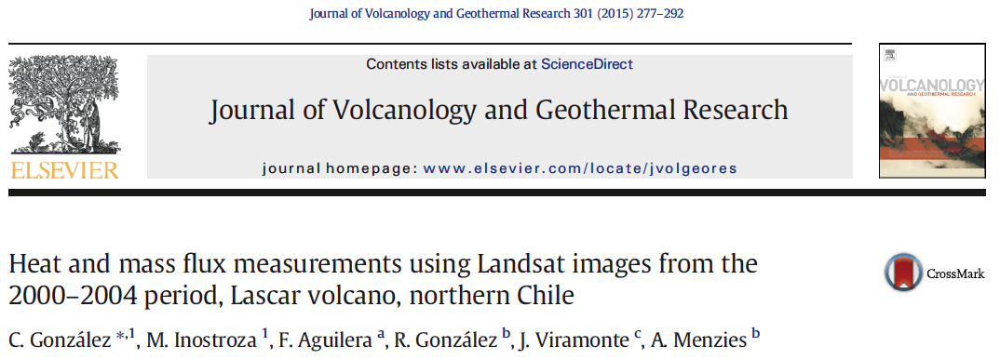 Journal of Volcanology and Geothermal Research 301 (2015) 277–292
Contents lists available at ScienceDirect
Journal of Volcanology and Geothermal Research
journal homepage: www.elsevier.com/locate/jvolgeores
ELSEVIER
VOLCANOLOGY
AND GEOTHERMAL RESEARCH
Heat and mass flux measurements using Landsat images from the
2000–2004 period, Lascar volcano, northern Chile
CrossMark
C. González *,1, M. Inostroza 1, F. Aguilera a, R. González b, J. Viramonte c, A. Menzies b